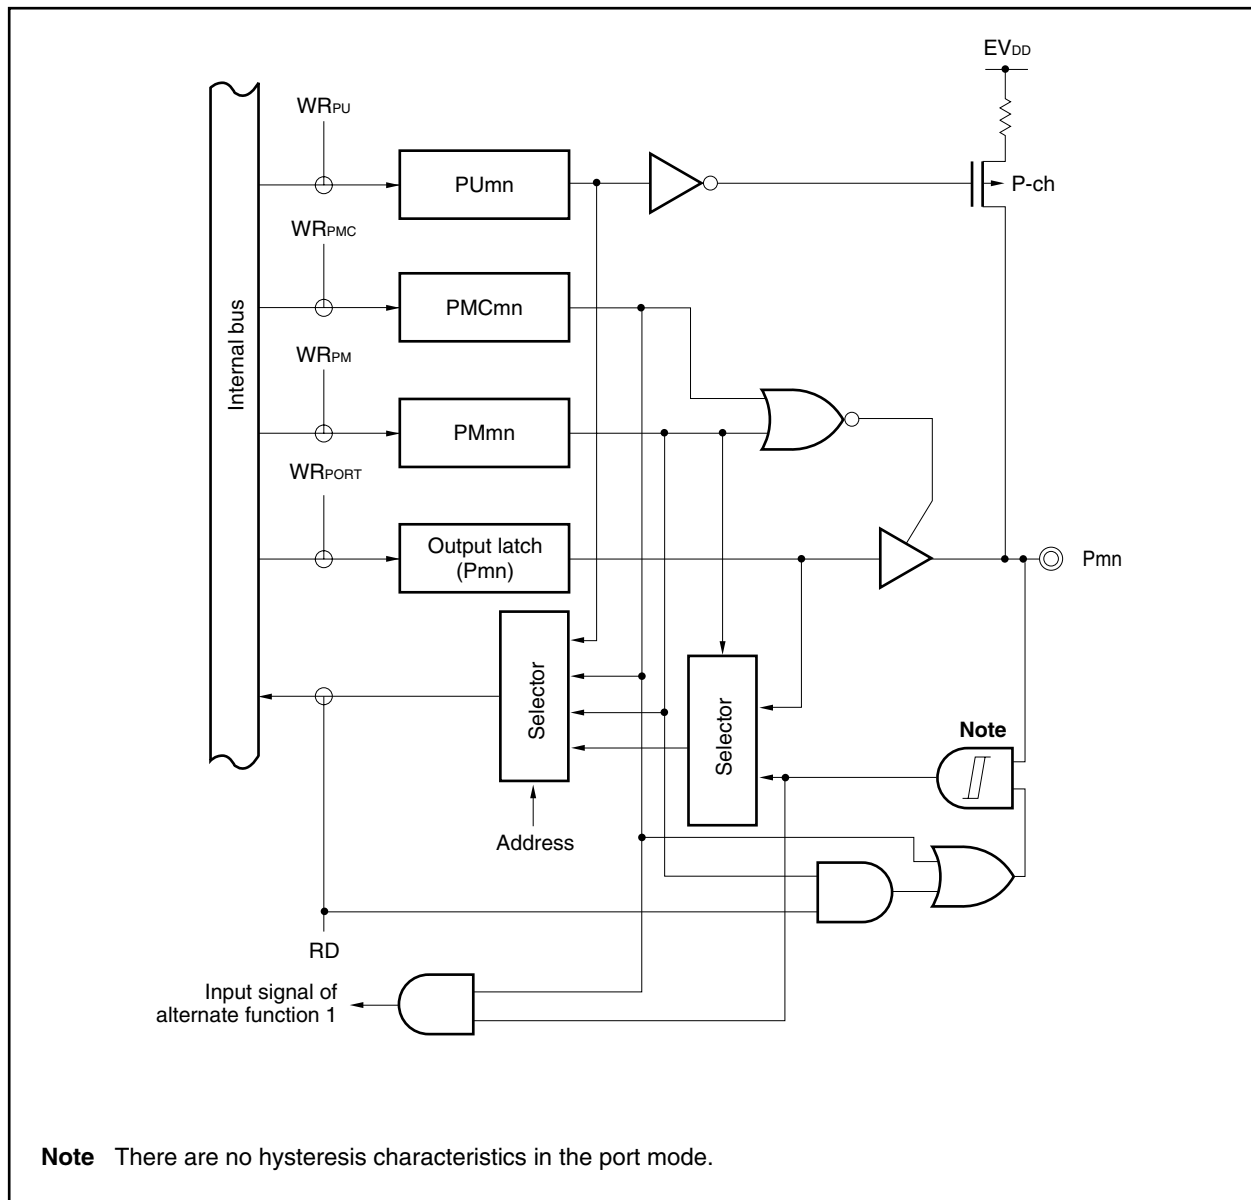 EVDD
WRPU
PUmn
P-ch
WRPMC
PMCmn
Internal bus
WRPM
PMmn
WRPORT
Output latch
(Pmn)
Pmn
Selector
Selector
Note
Address
RD
Input signal of
alternate function 1
Note There are no hysteresis characteristics in the port mode.